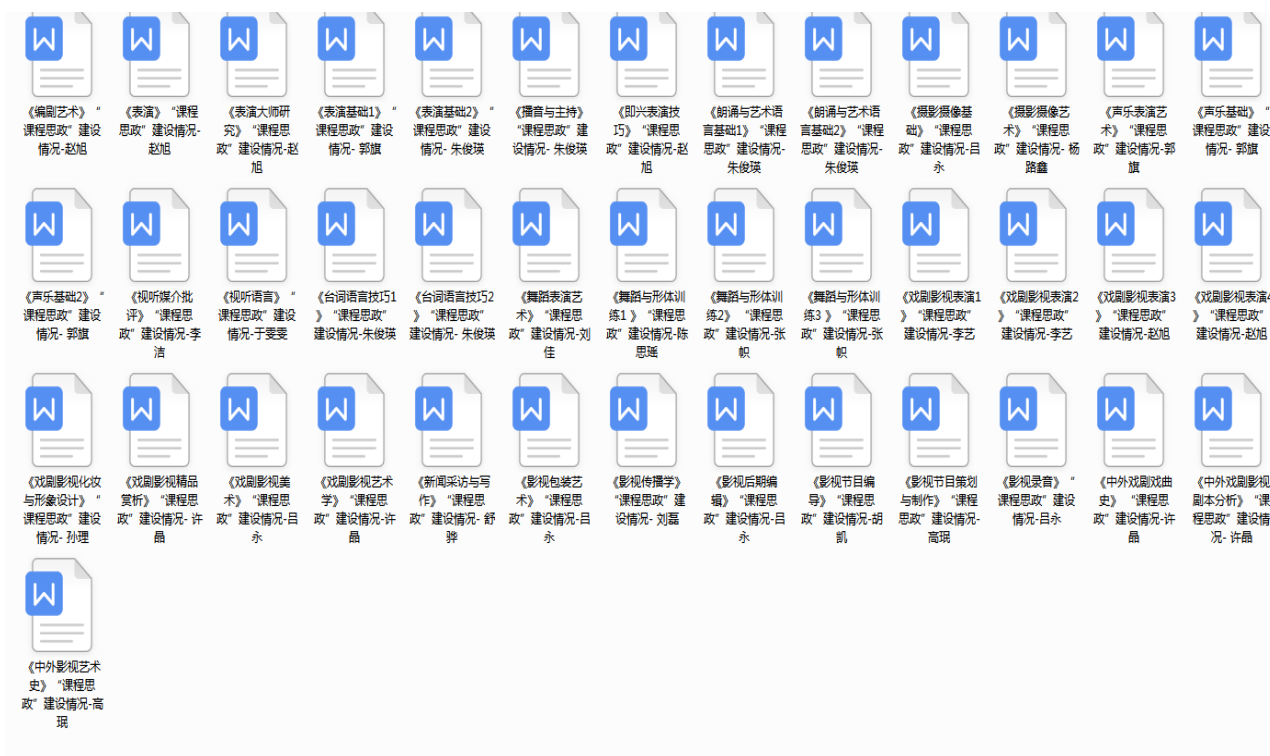 《编剧艺术》“
课程思政”建设
情况-赵旭
《表演》“课程
思政”建设情况-
赵旭
《表演大师研
究》“课程思
政”建设情况-赵
旭
《表演基础1》“
课程思政”建设
情况- 郭旗
《表演基础2》“
课程思政”建设
情况- 朱俊瑛
《播音与主持》
“课程思政”建
设情况- 朱俊瑛
《即兴表演技
巧》“课程思
政”建设情况-赵
旭
《朗诵与艺术语
言基础1》“课程
思政”建设情况-
朱俊瑛
《朗诵与艺术语
言基础2》“课程
思政”建设情况-
朱俊瑛
《摄影摄像基
础》“课程思
政”建设情况-吕
永
《摄影摄像艺
术》“课程思
政”建设情况- 杨
路鑫
《声乐表演艺
术》“课程思
政”建设情况-郭
旗
《声乐基础》“
课程思政”建设
情况- 郭旗
《声乐基础2》“
课程思政”建设
情况- 郭旗
《视听媒介批
评》“课程思
政”建设情况-李
洁
《视听语言》“
课程思政”建设
情况-于雯雯
《台词语言技巧1
》“课程思政”
建设情况-朱俊瑛
《台词语言技巧2
》“课程思政”
建设情况- 朱俊瑛
《舞蹈表演艺
术》“课程思
政”建设情况-刘
佳
《舞蹈与形体训
练1 》“课程思
政”建设情况-陈
思瑶
《舞蹈与形体训
练2》“课程思
政”建设情况-张
帜
《舞蹈与形体训
练3 》“课程思
政”建设情况-张
帜
《戏剧影视表演1
》“课程思政”
建设情况-李艺
《戏剧影视表演2
》“课程思政”
建设情况-李艺
《戏剧影视表演3
》“课程思政”
建设情况-赵旭
《戏剧影视表演4
》“课程思政”
建设情况-赵旭
《戏剧影视化妆
与形象设计》“
课程思政”建设
情况- 孙理
《戏剧影视精品
赏析》“课程思
政”建设情况- 许
晶
《戏剧影视美
术》“课程思
政”建设情况-吕
永
《戏剧影视艺术
学》“课程思
政”建设情况-许
晶
《新闻采访与写
作》“课程思
政”建设情况- 舒
骅
《影视包装艺
术》“课程思
政”建设情况-吕
永
《影视传播学》
“课程思政”建
设情况- 刘磊
《影视后期编
辑》“课程思
政”建设情况-吕
永
《影视节目编
导》“课程思
政”建设情况-胡
凯
《影视节目策划
与制作》“课程
思政”建设情况-
高珉
《影视录音》“
课程思政”建设
情况-吕永
《中外戏剧戏曲
史》“课程思
政”建设情况-许
晶
《中外戏剧影视
剧本分析》“课
程思政”建设情
况- 许晶
《中外影视艺术
史》“课程思
政”建设情况-高
珉